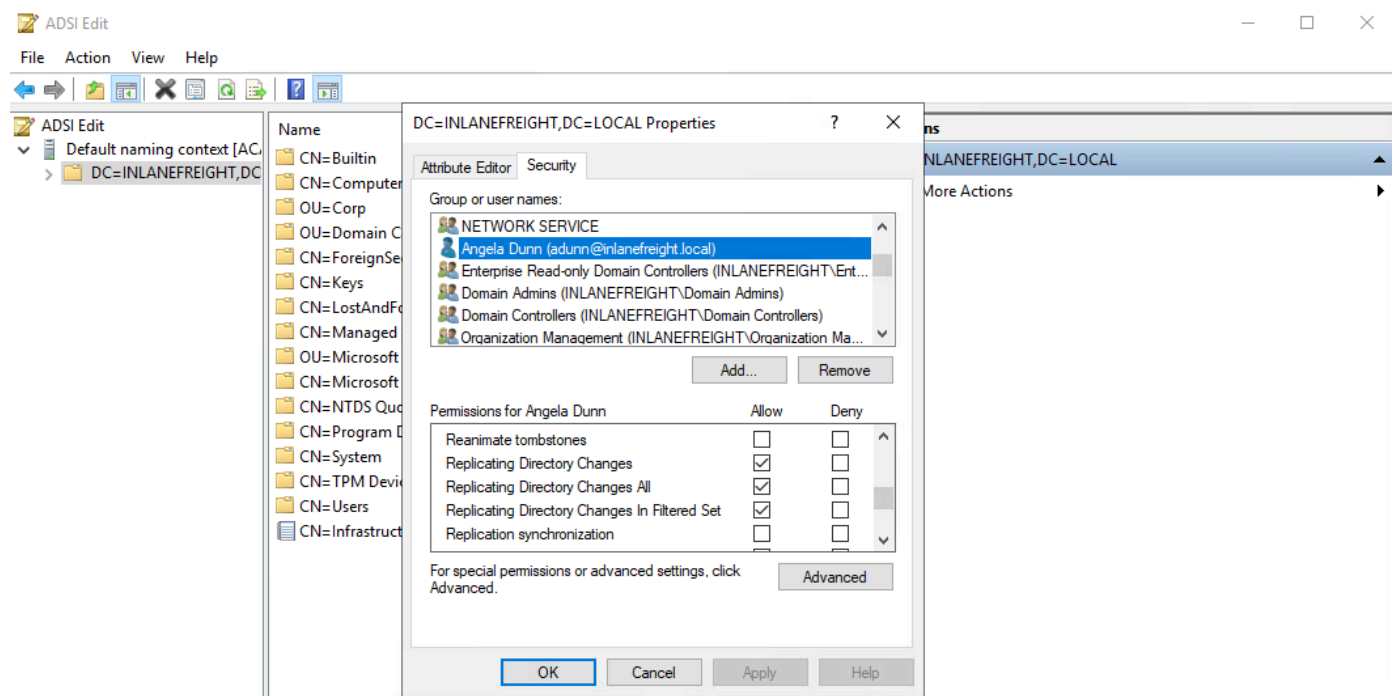 ADSI Edit
File Action View Help
ADSI Edit
Default naming context [AC
DC=INLANEFREIGHT,DC
Name
CN=Builtin
CN=Computer
OU=Corp
OU=Domain C
CN=ForeignSe
CN=Keys
CN=LostAndFo
CN=Managed
OU=Microsoft
CN=Microsoft
CN=NTDS Quo
CN=Program D
CN=System
CN=TPM Devi
CN=Users
CN=Infrastruct
DC=INLANEFREIGHT,DC=LOCAL Properties ?
Attribute Editor Security
Group or user names:
NETWORK SERVICE
Angela Dunn (adunn@inlanefreight.local)
Enterprise Read-only Domain Controllers (INLANEFREIGHT\Ent...
Domain Admins (INLANEFREIGHT\Domain Admins)
Domain Controllers (INLANEFREIGHT\Domain Controllers)
Organization Management (INLANEFREIGHT\Organization Ma...
Add... Remove
Permissions for Angela Dunn Allow Deny
Reanimate tombstones
Replicating Directory Changes
Replicating Directory Changes All
Replicating Directory Changes In Filtered Set
Replication synchronization
For special permissions or advanced settings, click
Advanced.
Advanced
OK Cancel Apply Help
ns
NLANEFREIGHT,DC=LOCAL
More Actions